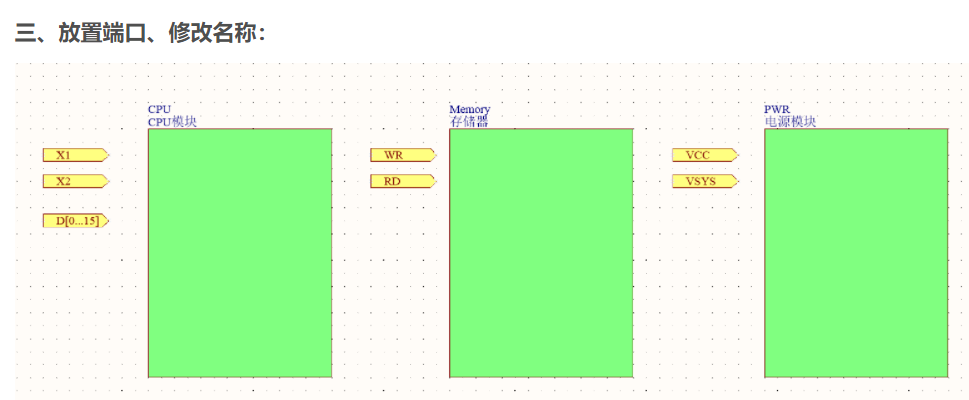 三、放置端口、修改名称：
CPU
CPU模块
Memory
存储器
PWR
电源模块
X1
WR
VCC
X2
RD
VSYS
D[0...15]